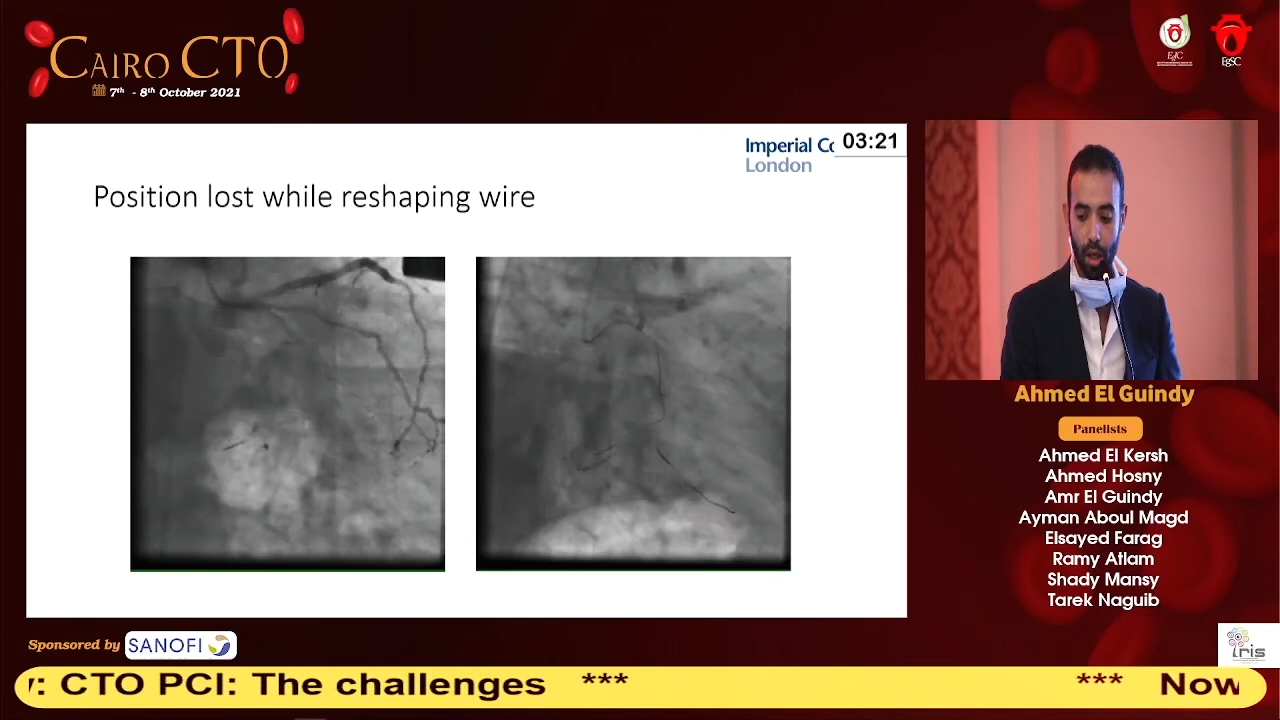 CAIRO CTO
7th - 8th October 2021
EgSC
Imperial Co
London
03:21
Position lost while reshaping wire
Ahmed El Guindy
Panelists
Ahmed El Kersh
Ahmed Hosny
Amr El Guindy
Ayman Aboul Magd
Elsayed Farag
Ramy Atlam
Shady Mansy
Tarek Naguib
Sponsored by SANOFI
iris
: CTO PCI: The challenges *** *** Now